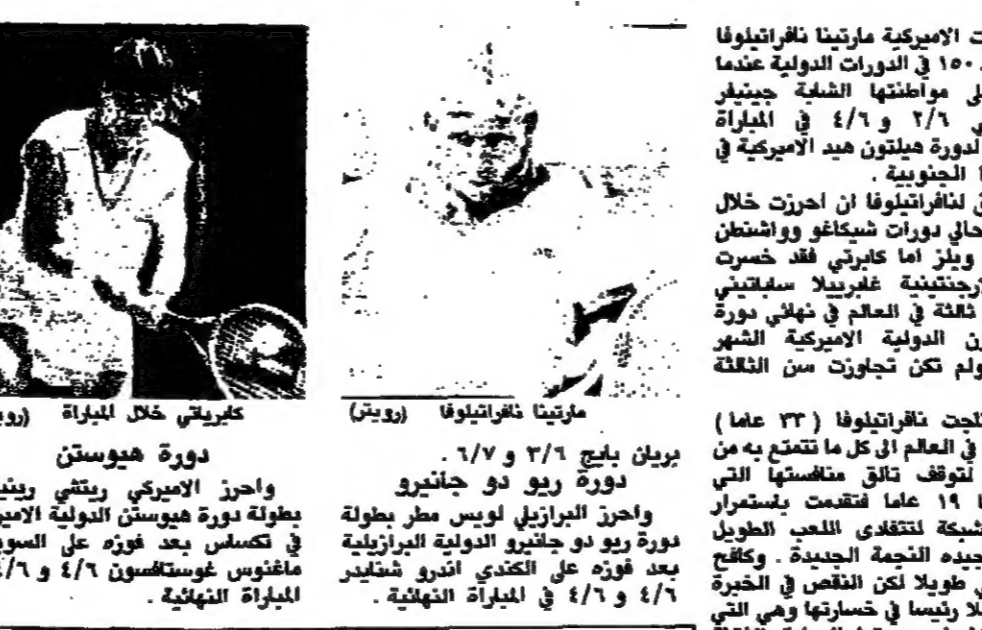 ت الاميركية مارتينا نافراتيلوفا
١٥٠ في الدورات الدولية عندما
لى مواطنتها الشابة جينيفر
ي ٢/٦ و ٤/٦ في المباراة
لدورة هيلتون هيد الاميركية في
ا الجنوبية .
ق لنافراتيلوفا ان احرزت خلال
حالي دورات شيكاغو وواشنطن
ويلز اما كابرتي فقد خسرت
لارجنتينية غابرييلا ساباتيني
ثالثة في العالم في نهائي دورة
ن الدولية الاميركية الشهر
ولم تكن تجاوزت سن الثالثة
تاجت نافراتيلوفا ( ٣٣ عاما )
في العالم الى كل ما تتمتع به من
لتوقف تالق منافستها التي
ا ١٩ عاما فتقدمت باستمرار
شبكة لتتفادى اللعب الطويل
جيده النجمة الجديدة . وكافح
ي طويلا لكن النقص في الخبرة
لا رئيسا في خسارتها وهي التي
مارتينا نافراتيلوفا (رويتر)
بريان بايج ٣/٦ و ٦/٧ .
دورة ريو دو جانيرو
واحرز البرازيلي لويس مطر بطولة
دورة ريو دو جانيرو الدولية البرازيلية
بعد فوزه على الكندي اندرو شنايدر
٤/٦ و ٤/٦ في المباراة النهائية .
كابرياتي خلال المباراة (روي
دورة هيوستن
واحرز الاميركي ريتشي رينب
بطولة دورة هيوستن الدولية الامير
في تكساس بعد فوزه على السوي
ماغنوس غوستافسون ٤/٦ و ٤/٦
المباراة النهائية .